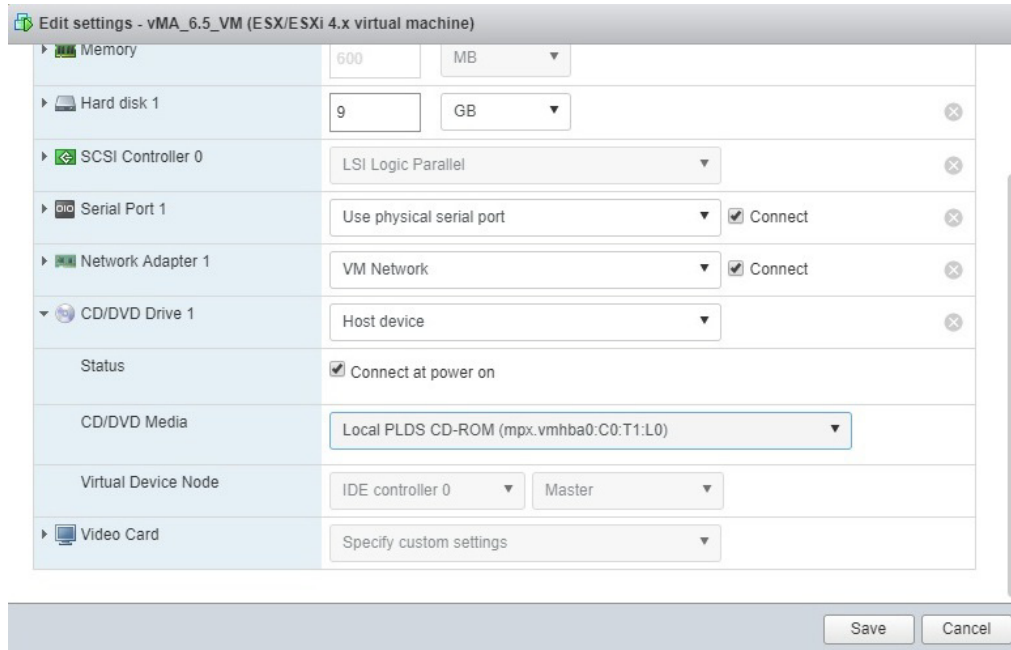 Edit settings - vMA_6.5_VM (ESX/ESXi 4.x virtual machine)
Memory 600 MB
Hard disk 1 9 GB
SCSI Controller 0 LSI Logic Parallel
DIO Serial Port 1 Use physical serial port Connect
Network Adapter 1 VM Network Connect
CD/DVD Drive 1 Host device
Status Connect at power on
CD/DVD Media Local PLDS CD-ROM (mpx.vmhba0:C0:T1:L0)
Virtual Device Node IDE controller 0 Master
Video Card Specify custom settings
Save Cancel